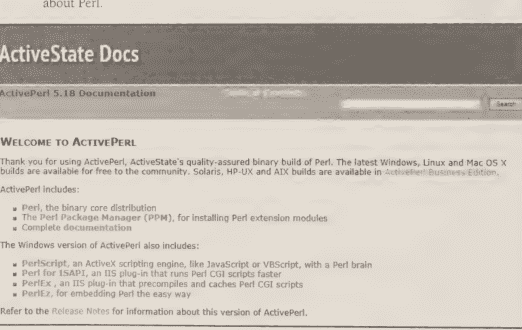 about Perl.
ActiveState Docs
ActivePerl 5.18 Documentation
Table of Contents
Search
WELCOME TO ACTIVEPERL
Thank you for using ActivePerl, ActiveState's quality-assured binary build of Perl. The latest Windows, Linux and Mac OS X
builds are available for free to the community. Solaris, HP-UX and AIX builds are available in ActivePerl Business Edition.
ActivePerl includes:
Perl, the binary core distribution
The Perl Package Manager (PPM), for installing Perl extension modules
Complete documentation
The Windows version of ActivePerl also includes:
PerlScript, an ActiveX scripting engine, like JavaScript or VBScript, with a Perl brain
Perl for ISAPI, an IIS plug-in that runs Perl CGI scripts faster
PerlEx , an IIS plug-in that precompiles and caches Perl CGI scripts
PerlEz, for embedding Perl the easy way
Refer to the Release Notes for information about this version of ActivePerl.